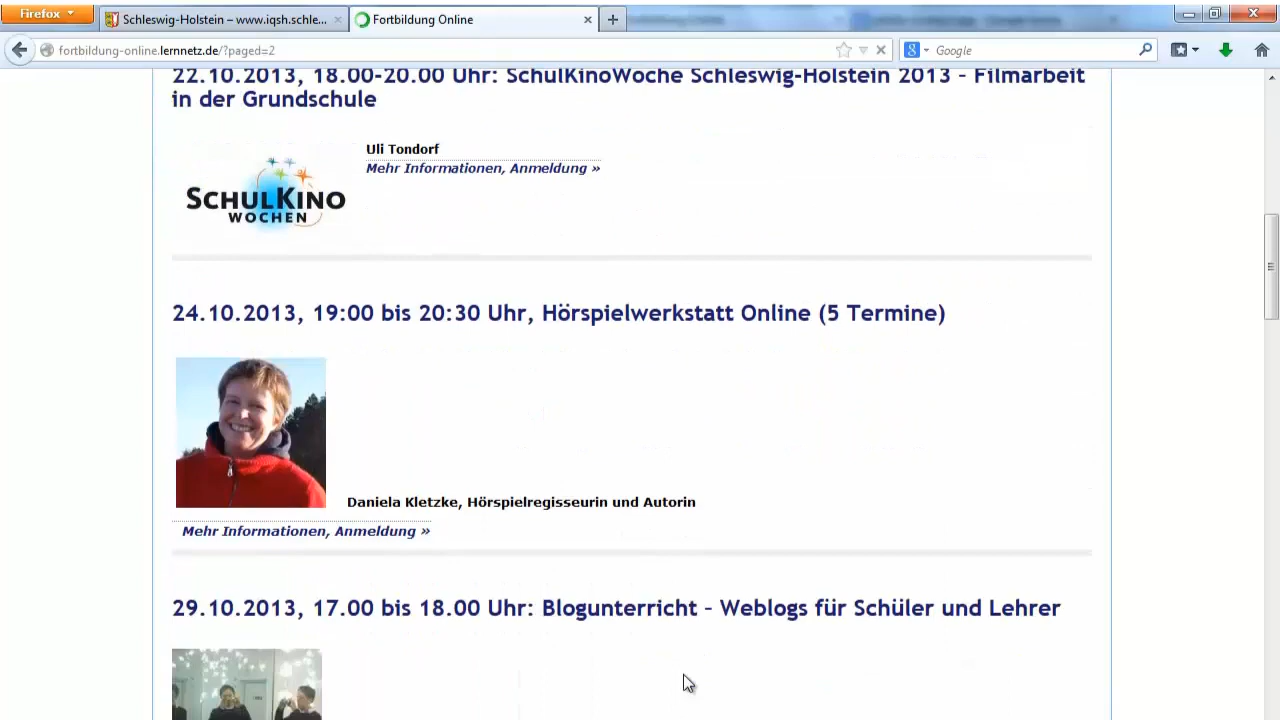 Firefox
Schleswig-Holstein – www.iqsh.schle...
Fortbildung Online
fortbildung-online.lernnetz.de/?paged=2
Google
22.10.2013, 18.00-20.00 Uhr: SchulKinoWoche Schleswig-Holstein 2013 – Filmarbeit
in der Grundschule
Uli Tondorf
Mehr Informationen, Anmeldung »
SCHULKINO
WOCHEN
24.10.2013, 19:00 bis 20:30 Uhr, Hörspielwerkstatt Online (5 Termine)
Daniela Kletzke, Hörspielregisseurin und Autorin
Mehr Informationen, Anmeldung »
29.10.2013, 17.00 bis 18.00 Uhr: Blogunterricht – Weblogs für Schüler und Lehrer